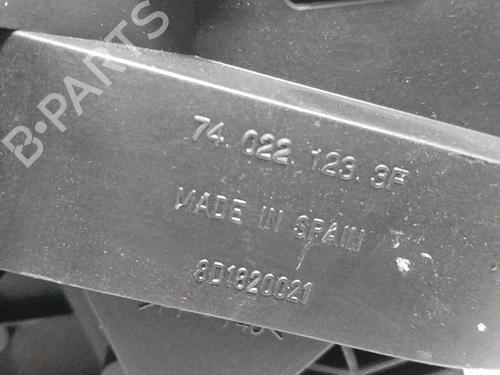 B-PARTS
74.022.123.3F
MADE IN SPAIN
8D1820021